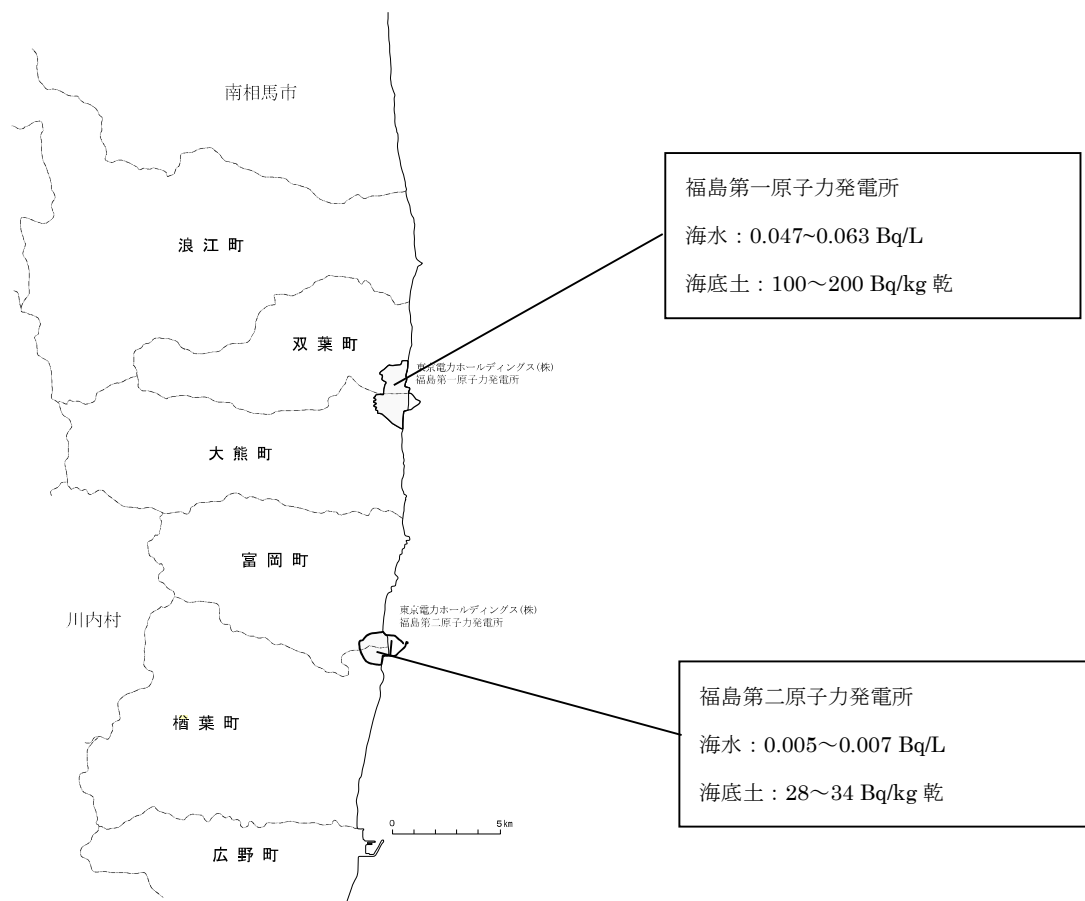 南相馬市
福島第一原子力発電所
海水：0.047~0.063 Bq/L
海底土：100～200 Bq/kg 乾
浪江町
双葉町
東京電力ホールディングス(株)
福島第一原子力発電所
大熊町
富岡町
川内村
東京電力ホールディングス(株)
福島第二原子力発電所
福島第二原子力発電所
海水：0.005～0.007 Bq/L
海底土：28～34 Bq/kg 乾
楢葉町
0 5km
広野町